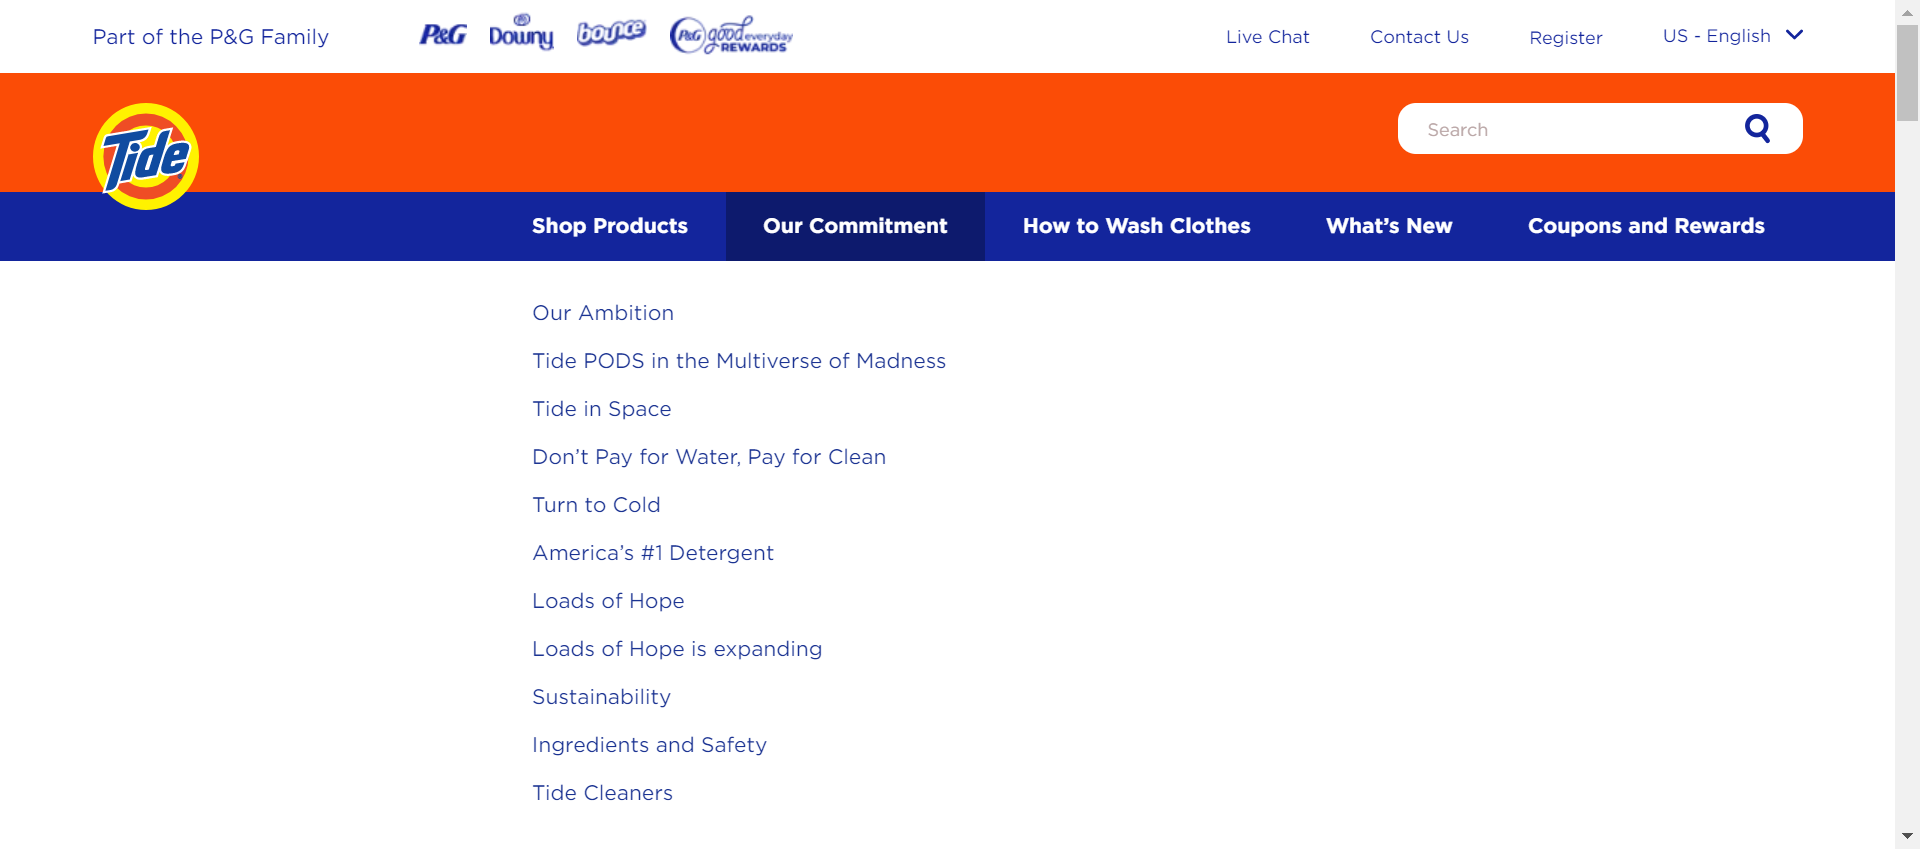 Part of the P&G Family
P&G
Downy
bounce
P&G good everyday REWARDS
Live Chat
Contact Us
Register
US - English
Tide
Search
Shop Products
Our Commitment
How to Wash Clothes
What’s New
Coupons and Rewards
Our Ambition
Tide PODS in the Multiverse of Madness
Tide in Space
Don’t Pay for Water, Pay for Clean
Turn to Cold
America’s #1 Detergent
Loads of Hope
Loads of Hope is expanding
Sustainability
Ingredients and Safety
Tide Cleaners